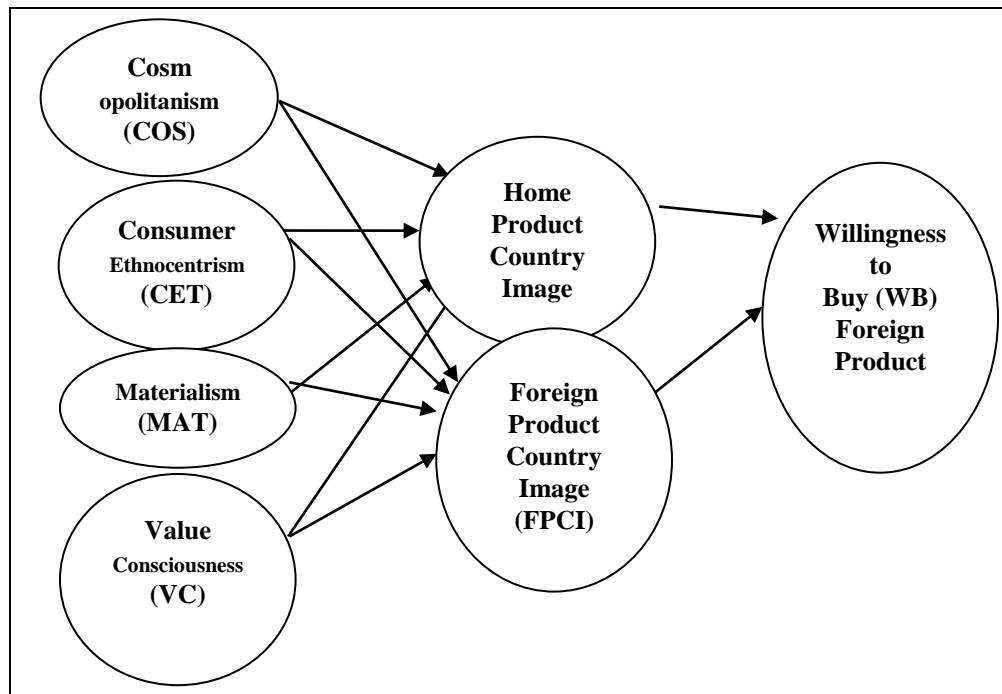 Cosm
opolitanism
(COS)
Consumer
Ethnocentrism
(CET)
Materialism
(MAT)
Value
Consciousness
(VC)
Home
Product
Country
Image
Foreign
Product
Country
Image
(FPCI)
Willingness
to
Buy (WB)
Foreign
Product